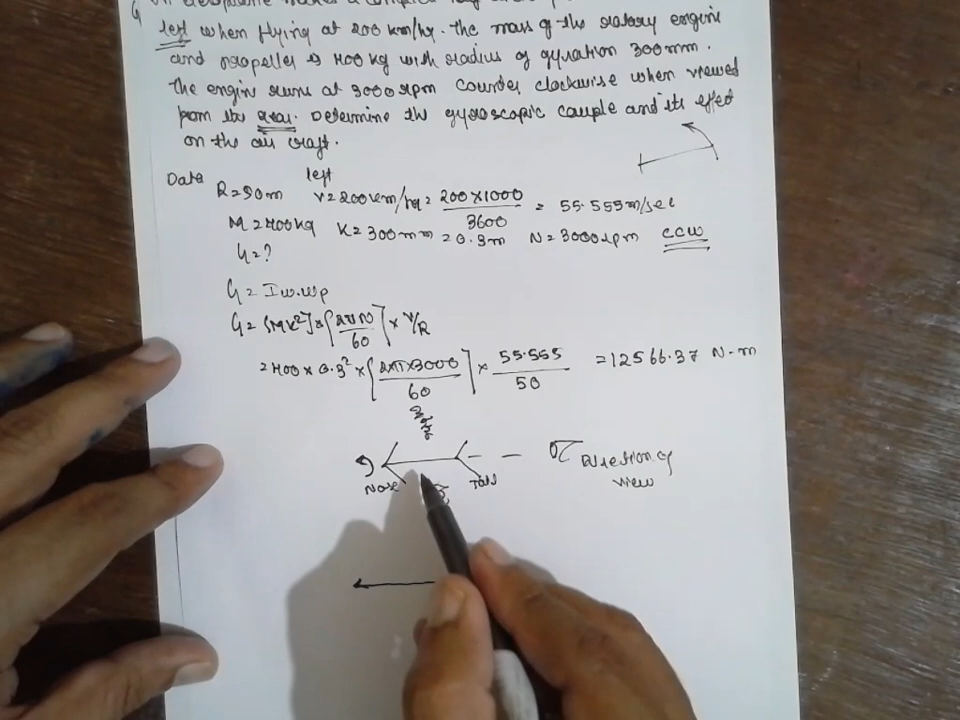 left when flying at 200 km/hr. The mass of the rotary engine
and propeller is 400 kg with radius of gyration 300mm.
The engine runs at 3000 rpm counter clockwise when viewed
from the rear. Determine the gyroscopic couple and its effect
on the air craft.
Data R=50m left V=200km/hr = 200×1000/3600 = 55.555m/sec
M=400kg K=300mm=0.3m N=3000rpm CCW
G=?
G= Iω.ωp
G= [MK²]×[2πN/60]×V/R
=400×0.3²×[2×π×3000/60]×55.555/50 =12566.37 N-m
Nose Tail Direction of
view